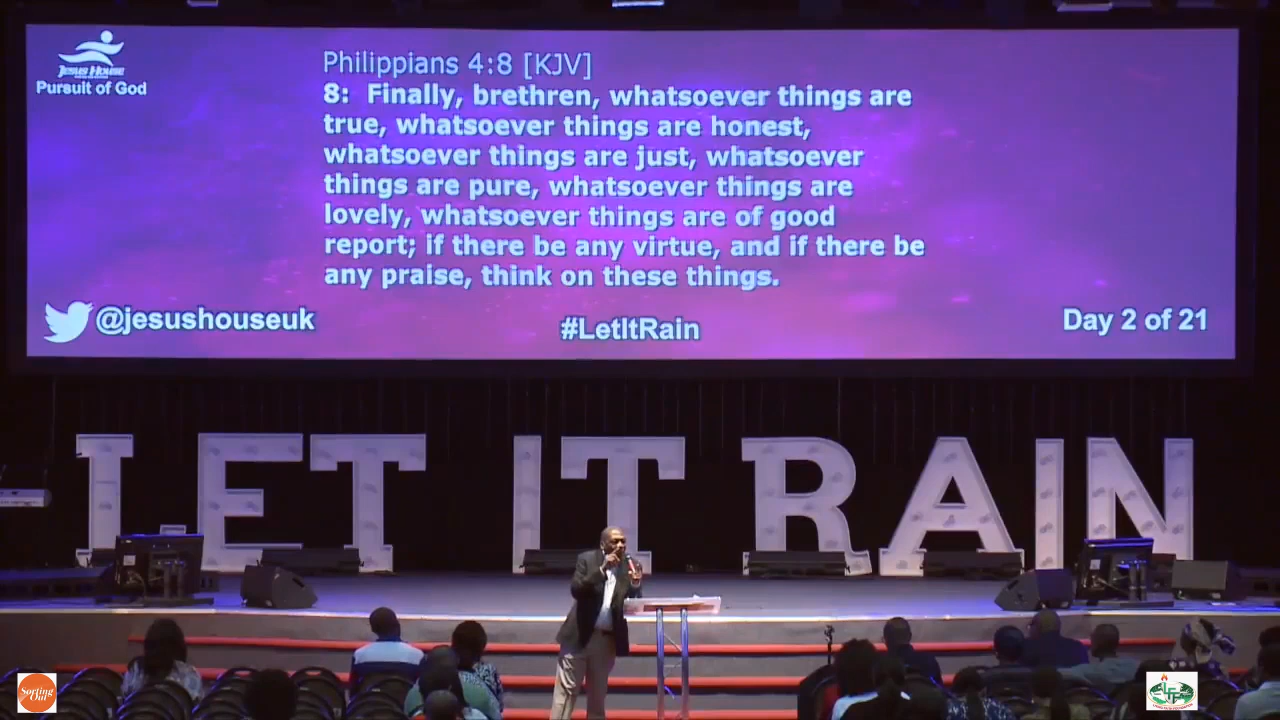 JESUS HOUSE
Pursuit of God
Philippians 4:8 [KJV]
8: Finally, brethren, whatsoever things are
true, whatsoever things are honest,
whatsoever things are just, whatsoever
things are pure, whatsoever things are
lovely, whatsoever things are of good
report; if there be any virtue, and if there be
any praise, think on these things.
@jesushouseuk
#LetItRain
Day 2 of 21
LET IT RAIN
Sorting
Out
LFF